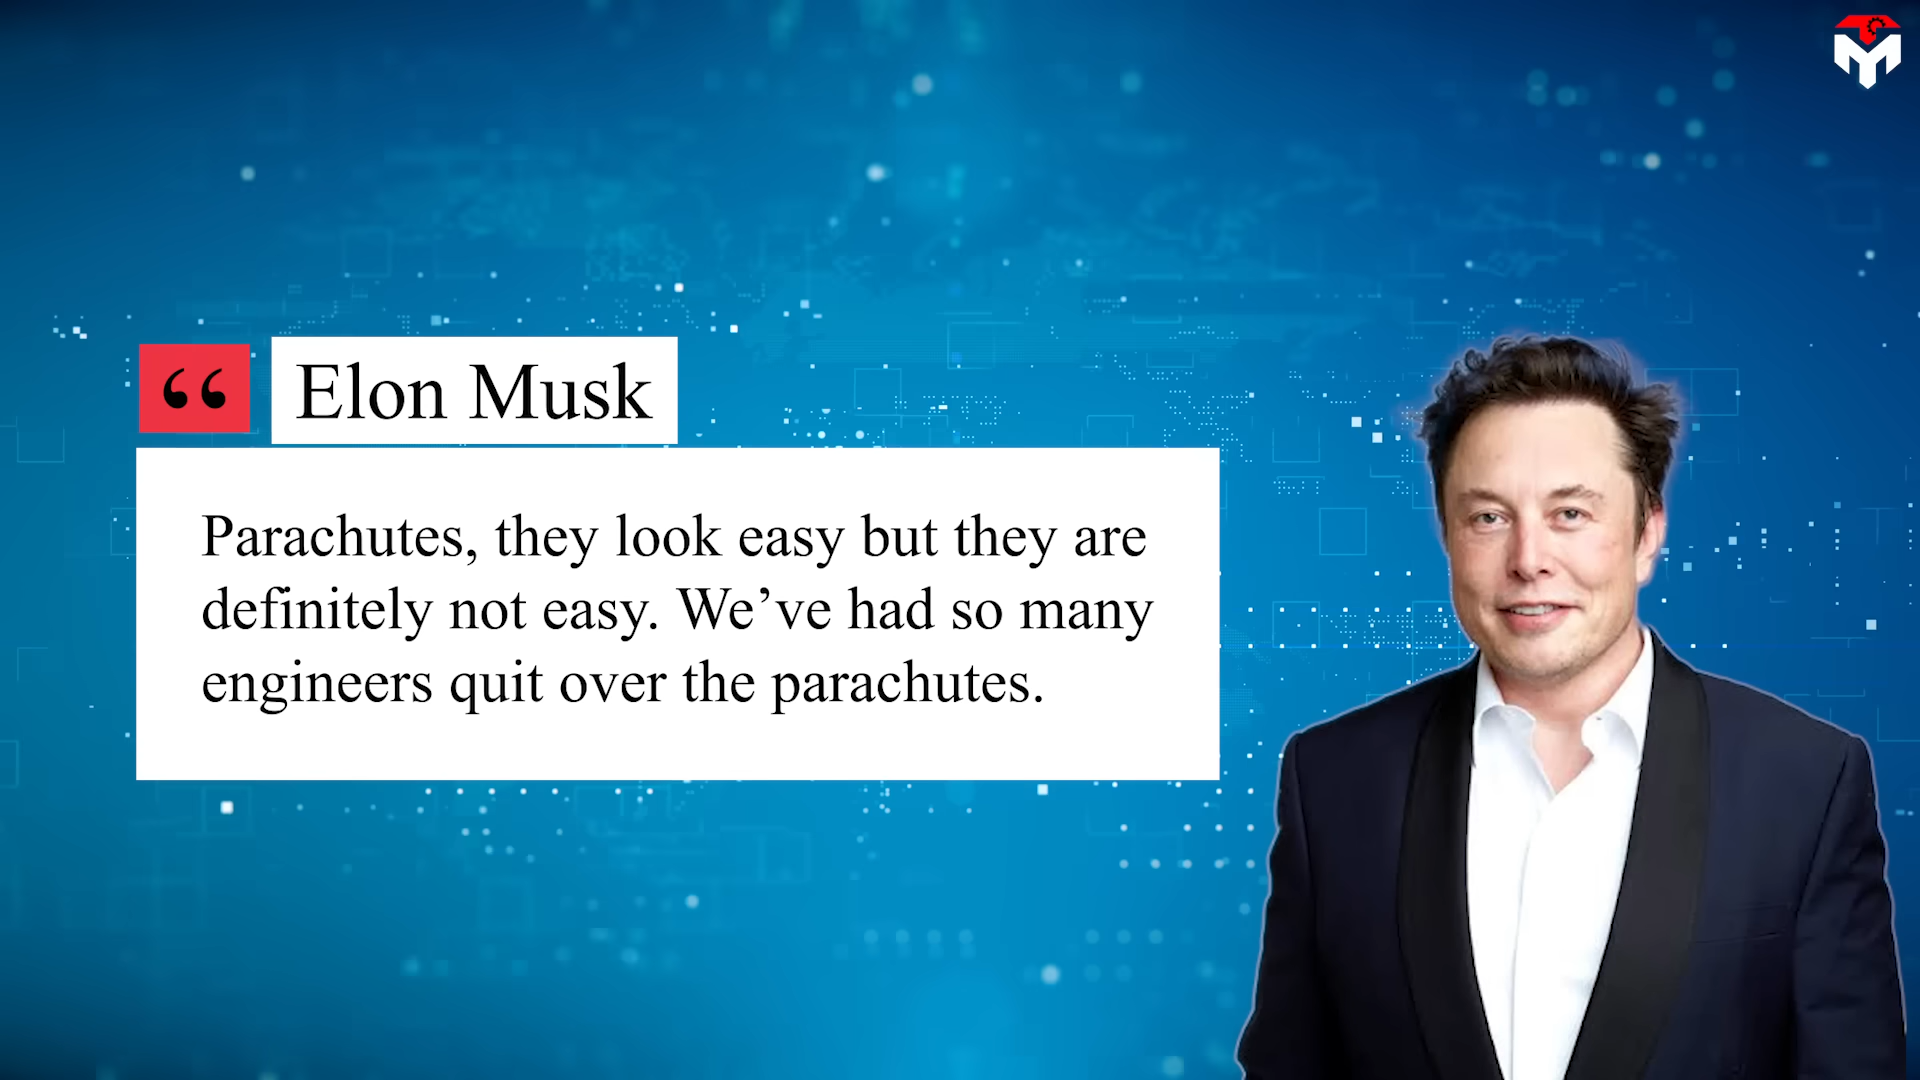 “
Elon Musk
Parachutes, they look easy but they are
definitely not easy. We’ve had so many
engineers quit over the parachutes.